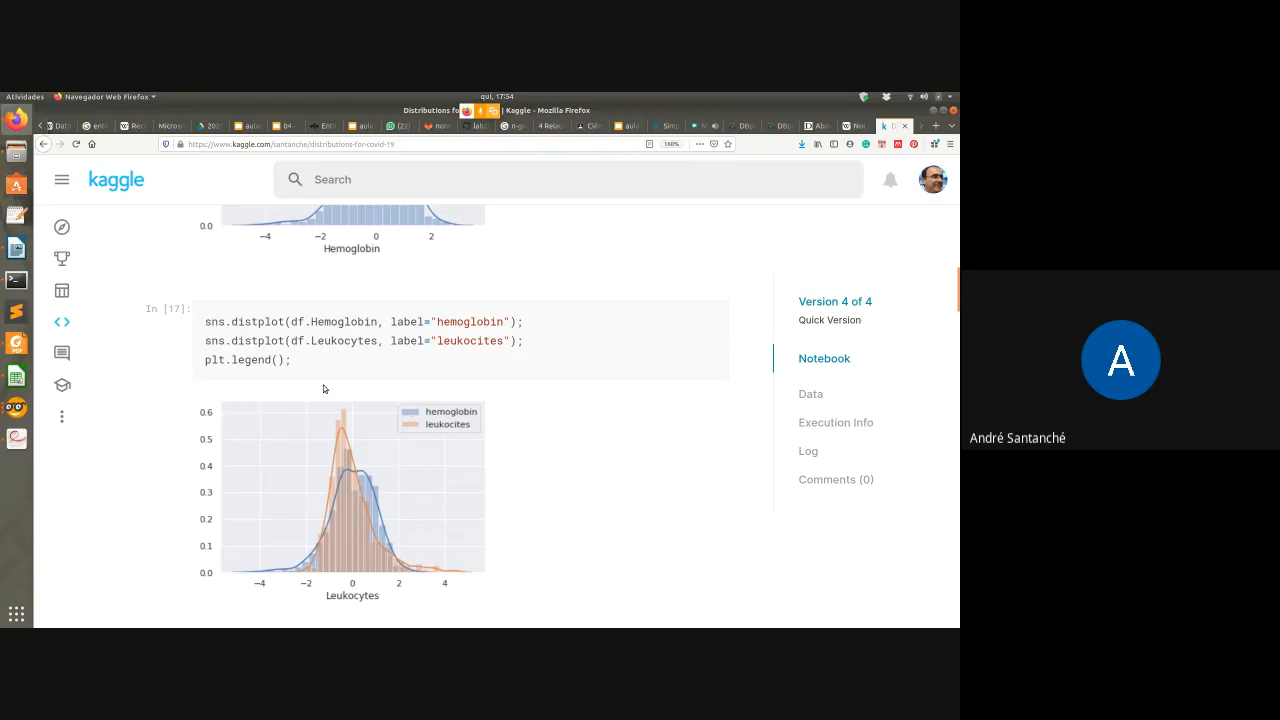 Atividades
Navegador Web Firefox
qui, 17:54
Distributions fo
| Kaggle - Mozilla Firefox
https://www.kaggle.com/santanche/distributions-for-covid-19
160%
kaggle
Search
0.0
−4 −2 0 2
Hemoglobin
In [17]:
sns.distplot(df.Hemoglobin, label="hemoglobin");
sns.distplot(df.Leukocytes, label="leukocites");
plt.legend();
0.6
0.5
0.4
0.3
0.2
0.1
0.0
hemoglobin
leukocites
−4 −2 0 2 4
Leukocytes
Version 4 of 4
Quick Version
Notebook
Data
Execution Info
Log
Comments (0)
A
André Santanché